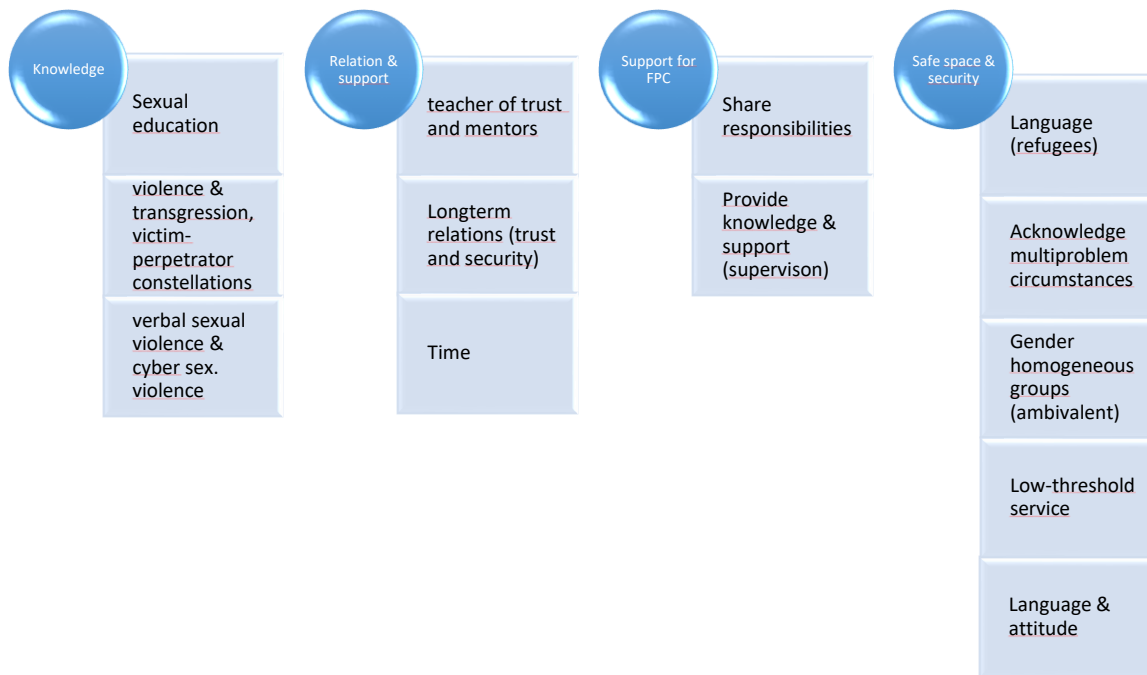 Knowledge
Sexual
education
violence &
transgression,
victim-
perpetrator
constellations
verbal sexual
violence &
cyber sex.
violence
Relation &
support
teacher of trust
and mentors
Longterm
relations (trust
and security)
Time
Support for
FPC
Share
responsibilities
Provide
knowledge &
support
(supervison)
Safe space &
security
Language
(refugees)
Acknowledge
multiproblem
circumstances
Gender
homogeneous
groups
(ambivalent)
Low-threshold
service
Language &
attitude